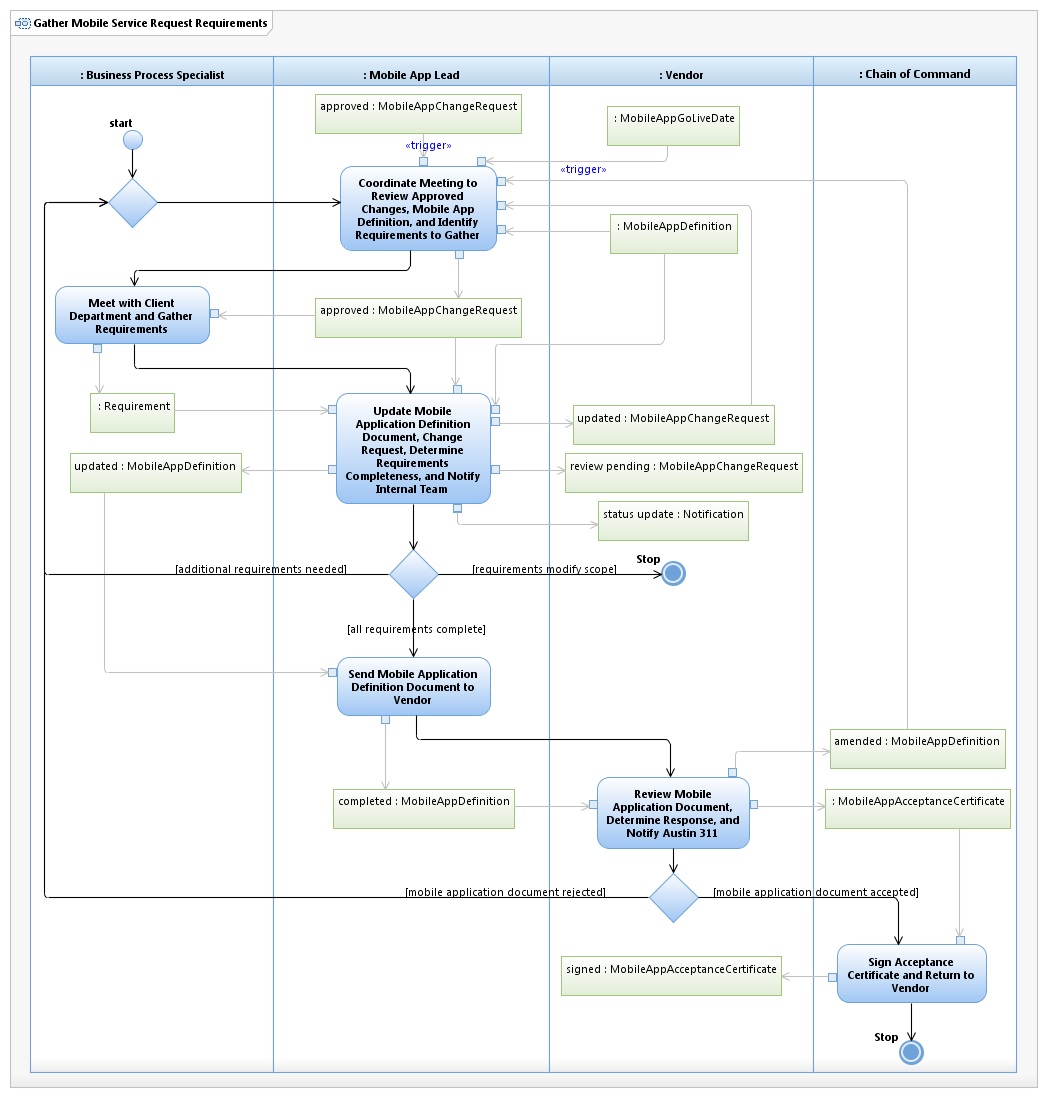 Gather Mobile Service Request Requirements
: Business Process Specialist
: Mobile App Lead
: Vendor
: Chain of Command
approved : MobileAppChangeRequest
: MobileAppGoLiveDate
start
«trigger»
«trigger»
Coordinate Meeting to
Review Approved
Changes, Mobile App
Definition, and Identify
Requirements to Gather
: MobileAppDefinition
Meet with Client
Department and Gather
Requirements
approved : MobileAppChangeRequest
: Requirement
Update Mobile
Application Definition
Document, Change
Request, Determine
Requirements
Completeness, and Notify
Internal Team
updated : MobileAppChangeRequest
updated : MobileAppDefinition
review pending : MobileAppChangeRequest
status update : Notification
Stop
[additional requirements needed]
[requirements modify scope]
[all requirements complete]
Send Mobile Application
Definition Document to
Vendor
amended : MobileAppDefinition
completed : MobileAppDefinition
Review Mobile
Application Document,
Determine Response, and
Notify Austin 311
: MobileAppAcceptanceCertificate
[mobile application document rejected]
[mobile application document accepted]
signed : MobileAppAcceptanceCertificate
Sign Acceptance
Certificate and Return to
Vendor
Stop